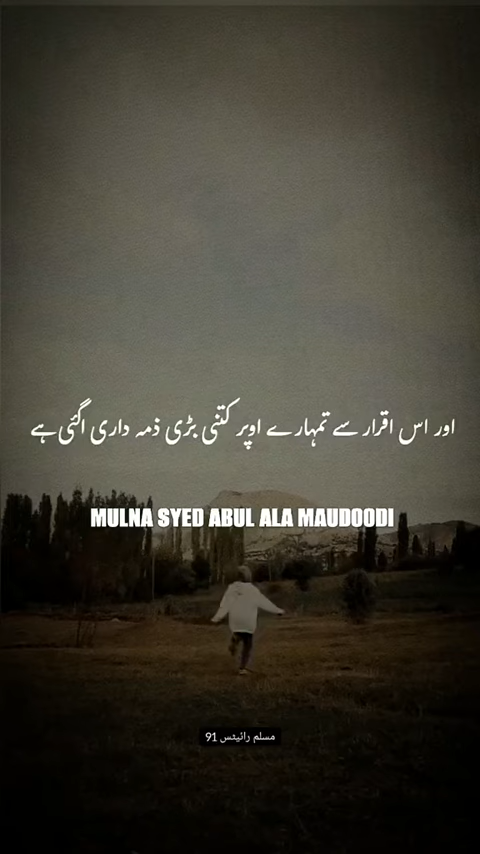 اور اس اقرار سے تمہارے اوپر کتنی بڑی ذمہ داری اگئی ہے
MULNA SYED ABUL ALA MAUDOODI
مسلم رائیٹس 91